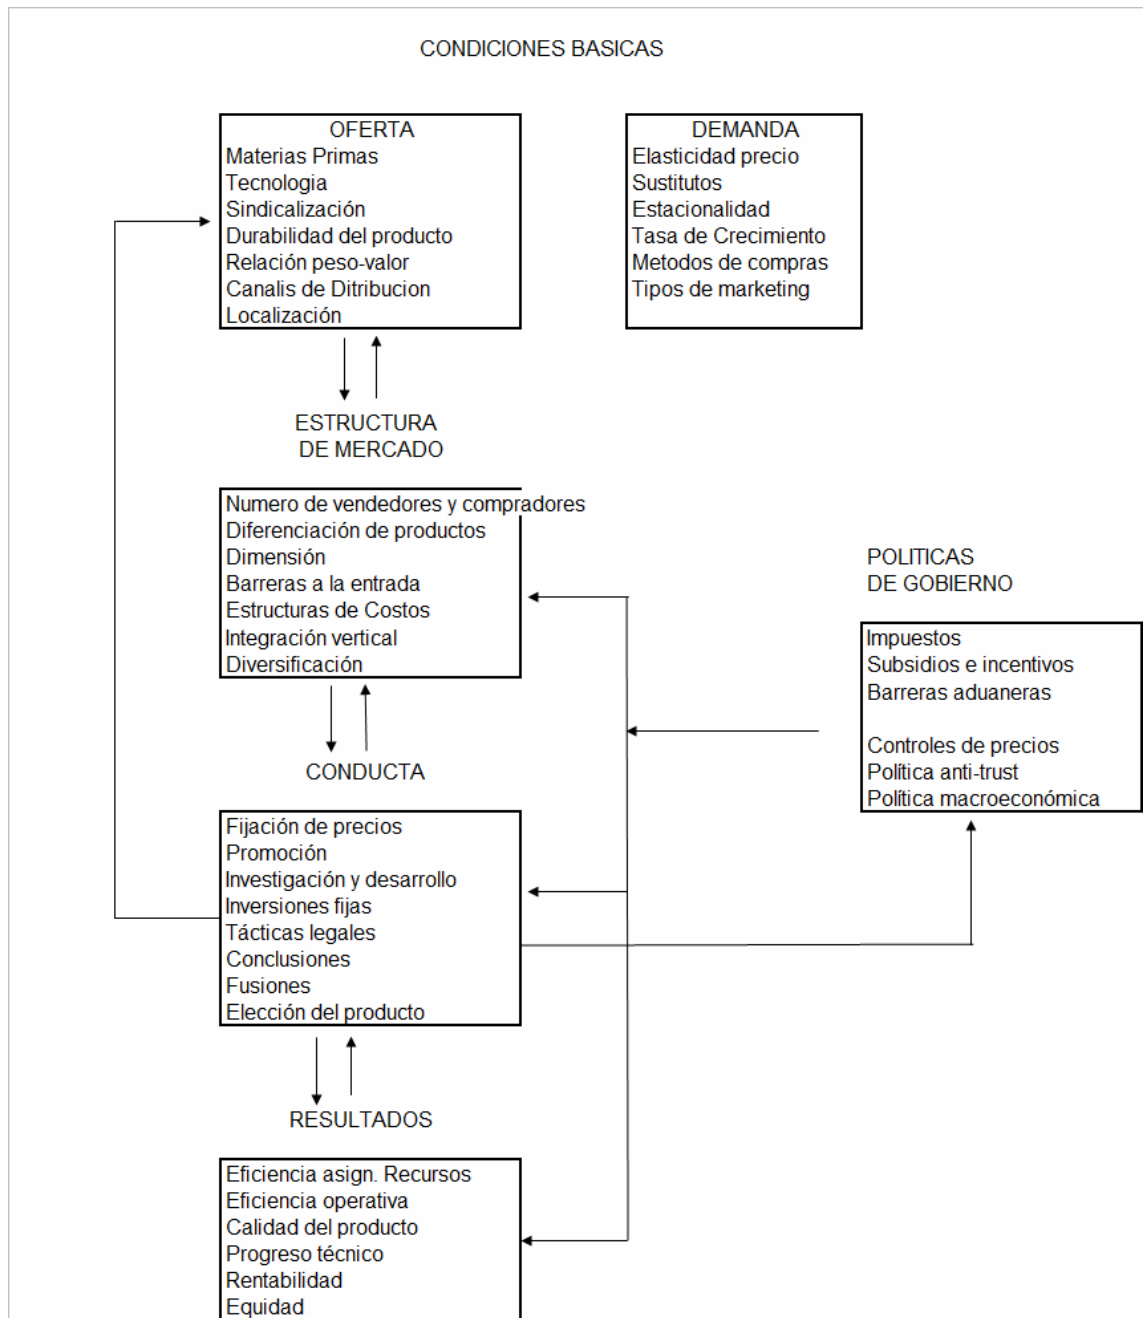 CONDICIONES BASICAS
OFERTA
Materias Primas
Tecnologia
Sindicalización
Durabilidad del producto
Relación peso-valor
Canalis de Ditribucion
Localización
DEMANDA
Elasticidad precio
Sustitutos
Estacionalidad
Tasa de Crecimiento
Metodos de compras
Tipos de marketing
ESTRUCTURA
DE MERCADO
Numero de vendedores y compradores
Diferenciación de productos
Dimensión
Barreras a la entrada
Estructuras de Costos
Integración vertical
Diversificación
POLITICAS
DE GOBIERNO
Impuestos
Subsidios e incentivos
Barreras aduaneras
Controles de precios
Política anti-trust
Política macroeconómica
CONDUCTA
Fijación de precios
Promoción
Investigación y desarrollo
Inversiones fijas
Tácticas legales
Conclusiones
Fusiones
Elección del producto
RESULTADOS
Eficiencia asign. Recursos
Eficiencia operativa
Calidad del producto
Progreso técnico
Rentabilidad
Equidad